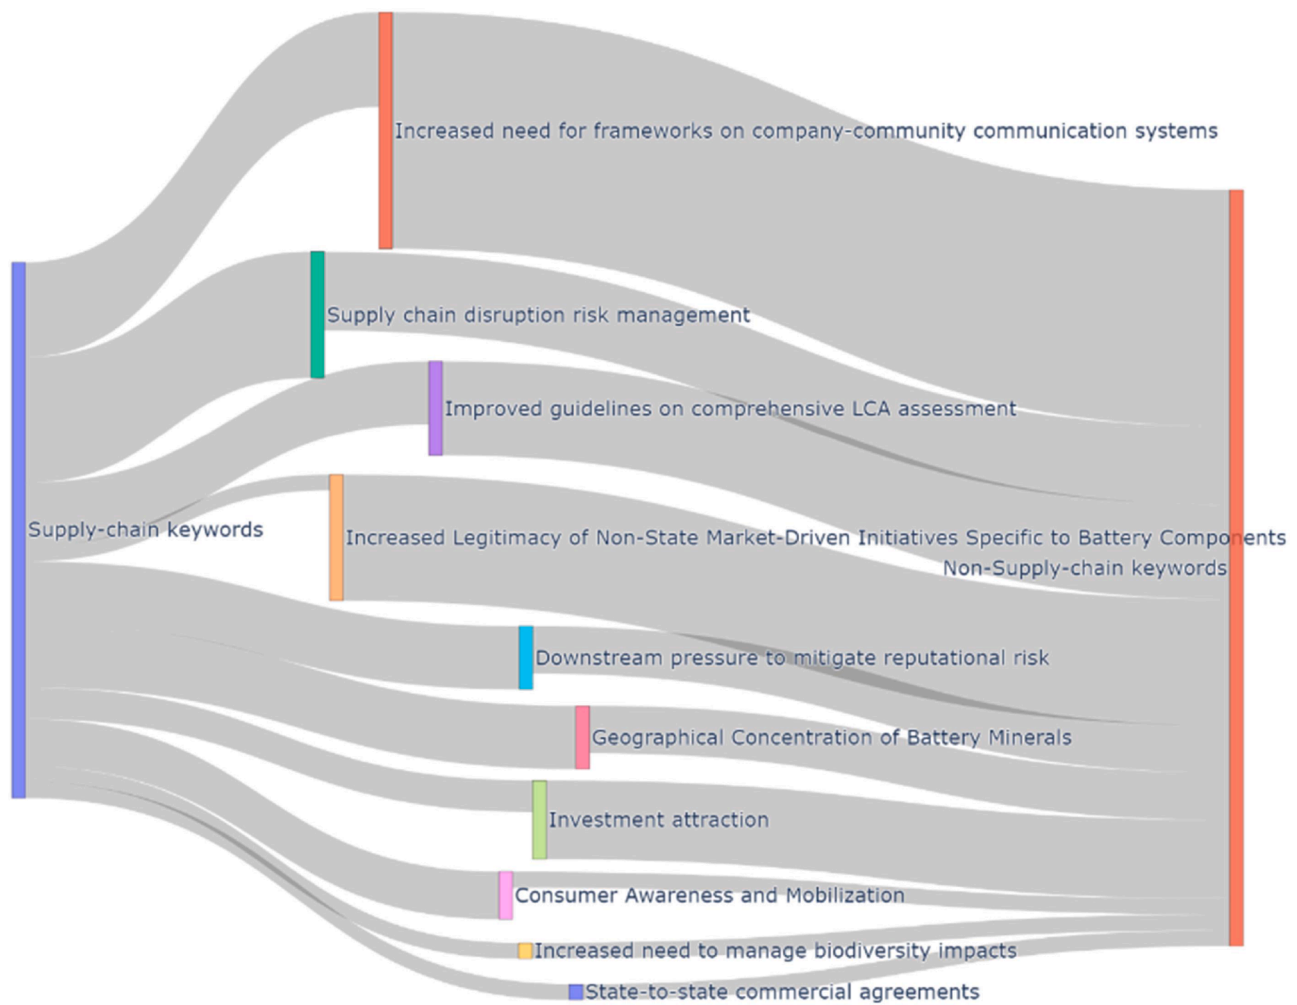 Increased need for frameworks on company-community communication systems
Supply chain disruption risk management
Improved guidelines on comprehensive LCA assessment
Supply-chain keywords
Increased Legitimacy of Non-State Market-Driven Initiatives Specific to Battery Components
Non-Supply-chain keywords
Downstream pressure to mitigate reputational risk
Geographical Concentration of Battery Minerals
Investment attraction
Consumer Awareness and Mobilization
Increased need to manage biodiversity impacts
State-to-state commercial agreements